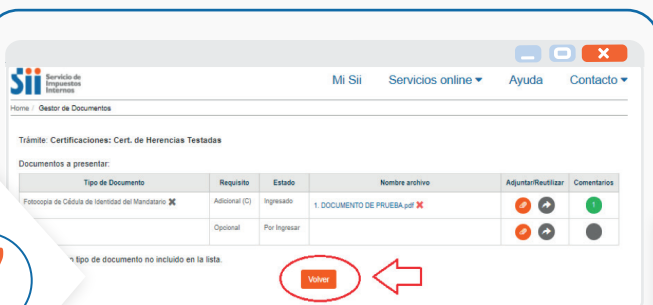 Sii Servicio de
Impuestos
Internos
Mi Sii Servicios online Ayuda Contacto
Home / Gestor de Documentos
Trámite: Certificaciones: Cert. de Herencias Testadas
Documentos a presentar:
Tipo de Documento Requisito Estado Nombre archivo Adjuntar/Reutilizar Comentarios
Fotocopia de Cédula de Identidad del Mandatario Adicional (C) Ingresado 1. DOCUMENTO DE PRUEBA.pdf 1
Opcional Por Ingresar
tipo de documento no incluido en la lista.
Volver